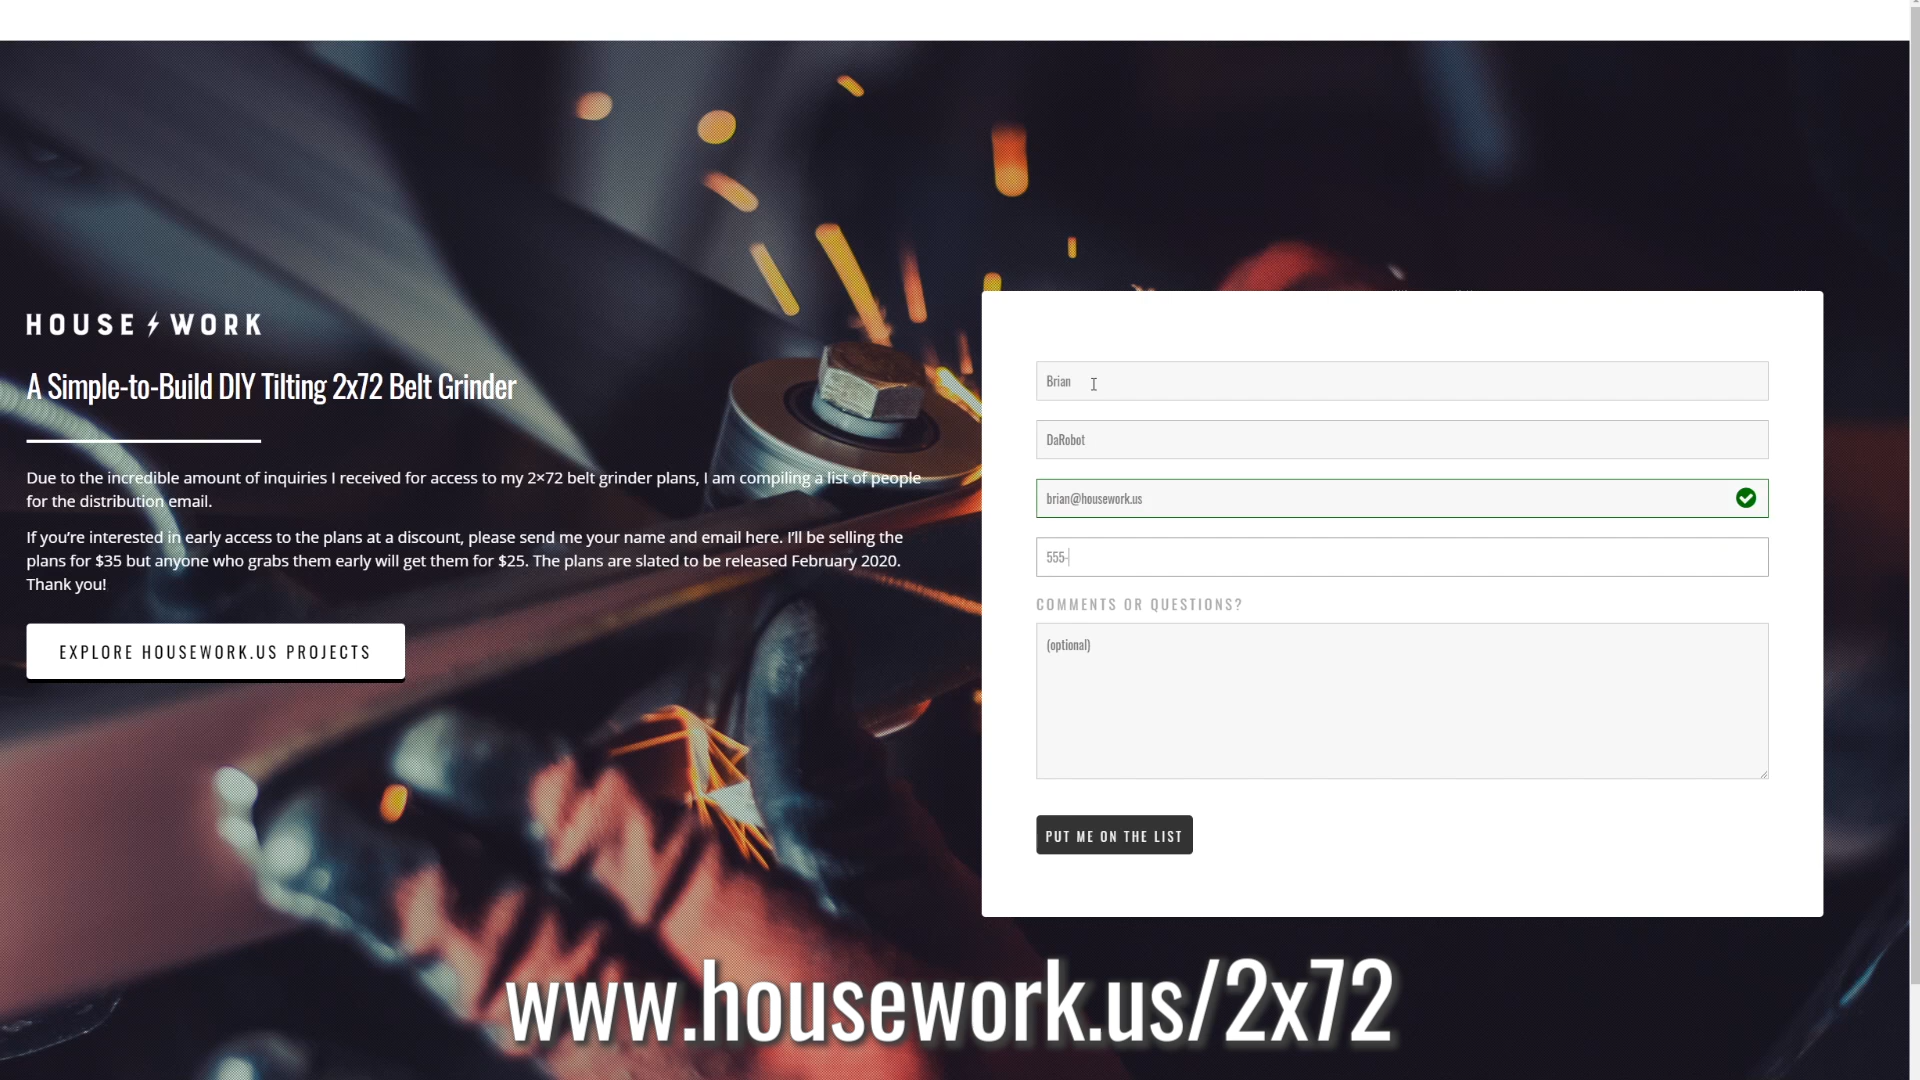 HOUSE WORK
A Simple-to-Build DIY Tilting 2x72 Belt Grinder
Due to the incredible amount of inquiries I received for access to my 2×72 belt grinder plans, I am compiling a list of people
for the distribution email.
If you're interested in early access to the plans at a discount, please send me your name and email here. I'll be selling the
plans for $35 but anyone who grabs them early will get them for $25. The plans are slated to be released February 2020.
Thank you!
EXPLORE HOUSEWORK.US PROJECTS
Brian
DaRobot
brian@housework.us
555-
COMMENTS OR QUESTIONS?
(optional)
PUT ME ON THE LIST
www.housework.us/2x72